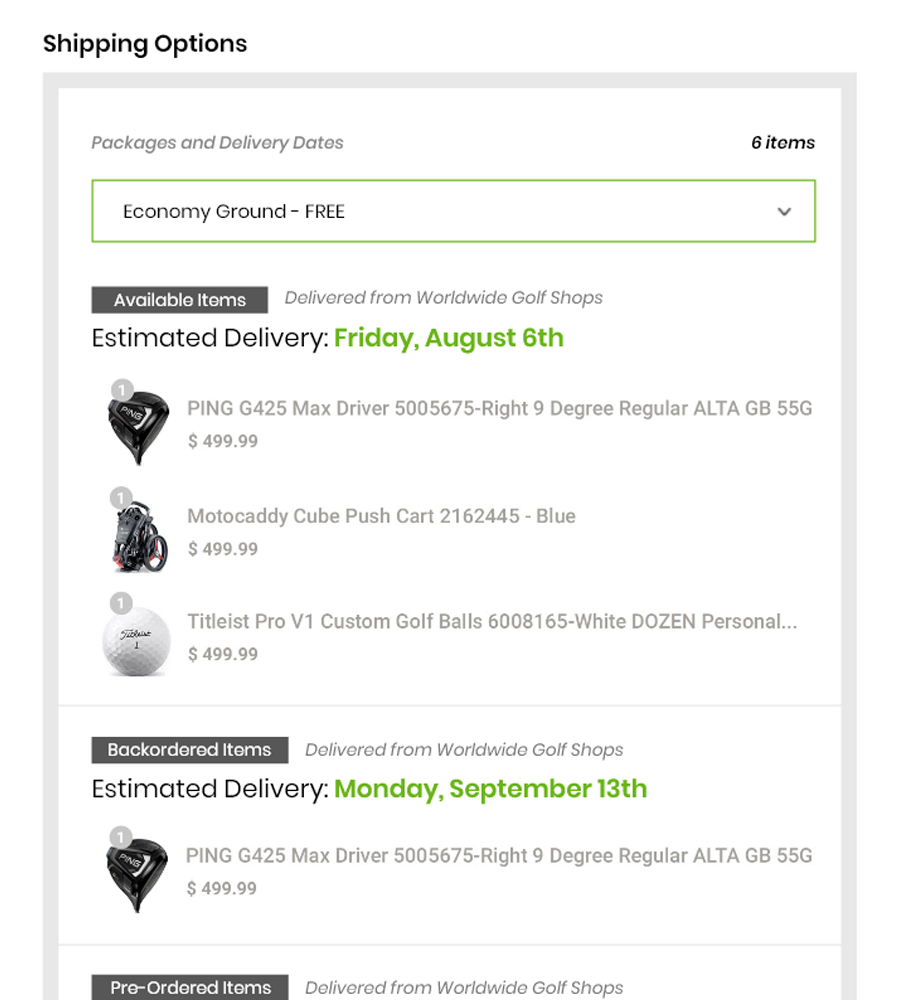 Shipping Options
Packages and Delivery Dates 6 items
Economy Ground - FREE
Available Items Delivered from Worldwide Golf Shops
Estimated Delivery: Friday, August 6th
1
PING
PING G425 Max Driver 5005675-Right 9 Degree Regular ALTA GB 55G
$ 499.99
1
Motocaddy Cube Push Cart 2162445 - Blue
$ 499.99
1
Titleist
1
Titleist Pro V1 Custom Golf Balls 6008165-White DOZEN Personal...
$ 499.99
Backordered Items Delivered from Worldwide Golf Shops
Estimated Delivery: Monday, September 13th
1
PING
PING G425 Max Driver 5005675-Right 9 Degree Regular ALTA GB 55G
$ 499.99
Pre-Ordered Items Delivered from Worldwide Golf Shops